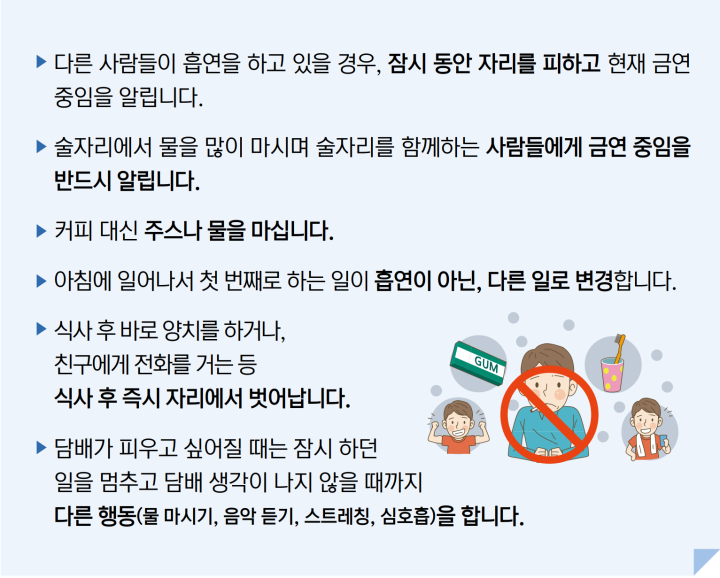 ▶ 다른 사람들이 흡연을 하고 있을 경우, 잠시 동안 자리를 피하고 현재 금연
중임을 알립니다.
▶ 술자리에서 물을 많이 마시며 술자리를 함께하는 사람들에게 금연 중임을
반드시 알립니다.
▶ 커피 대신 주스나 물을 마십니다.
▶ 아침에 일어나서 첫 번째로 하는 일이 흡연이 아닌, 다른 일로 변경합니다.
▶ 식사 후 바로 양치를 하거나,
친구에게 전화를 거는 등
식사 후 즉시 자리에서 벗어납니다.
GUM
▶ 담배가 피우고 싶어질 때는 잠시 하던
일을 멈추고 담배 생각이 나지 않을 때까지
다른 행동(물 마시기, 음악 듣기, 스트레칭, 심호흡)을 합니다.